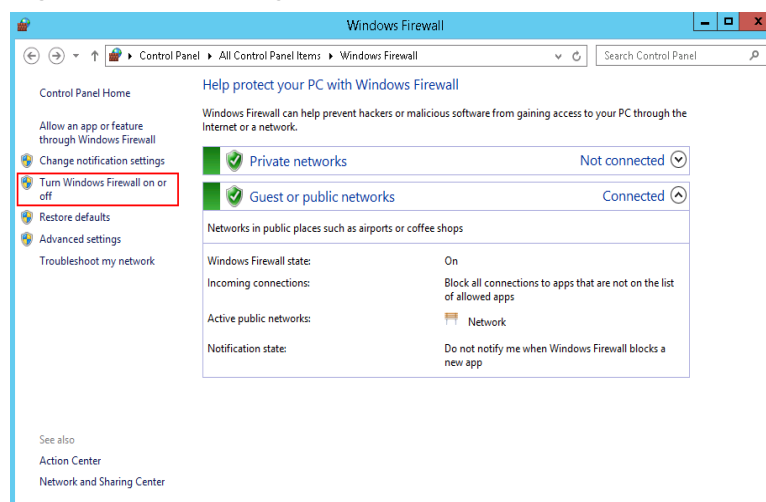 Windows Firewall
Control Panel ▸ All Control Panel Items ▸ Windows Firewall
Search Control Panel
Control Panel Home
Allow an app or feature
through Windows Firewall
Change notification settings
Turn Windows Firewall on or
off
Restore defaults
Advanced settings
Troubleshoot my network
See also
Action Center
Network and Sharing Center
Help protect your PC with Windows Firewall
Windows Firewall can help prevent hackers or malicious software from gaining access to your PC through the
Internet or a network.
Private networks Not connected
Guest or public networks Connected
Networks in public places such as airports or coffee shops
Windows Firewall state: On
Incoming connections: Block all connections to apps that are not on the list
of allowed apps
Active public networks: Network
Notification state: Do not notify me when Windows Firewall blocks a
new app